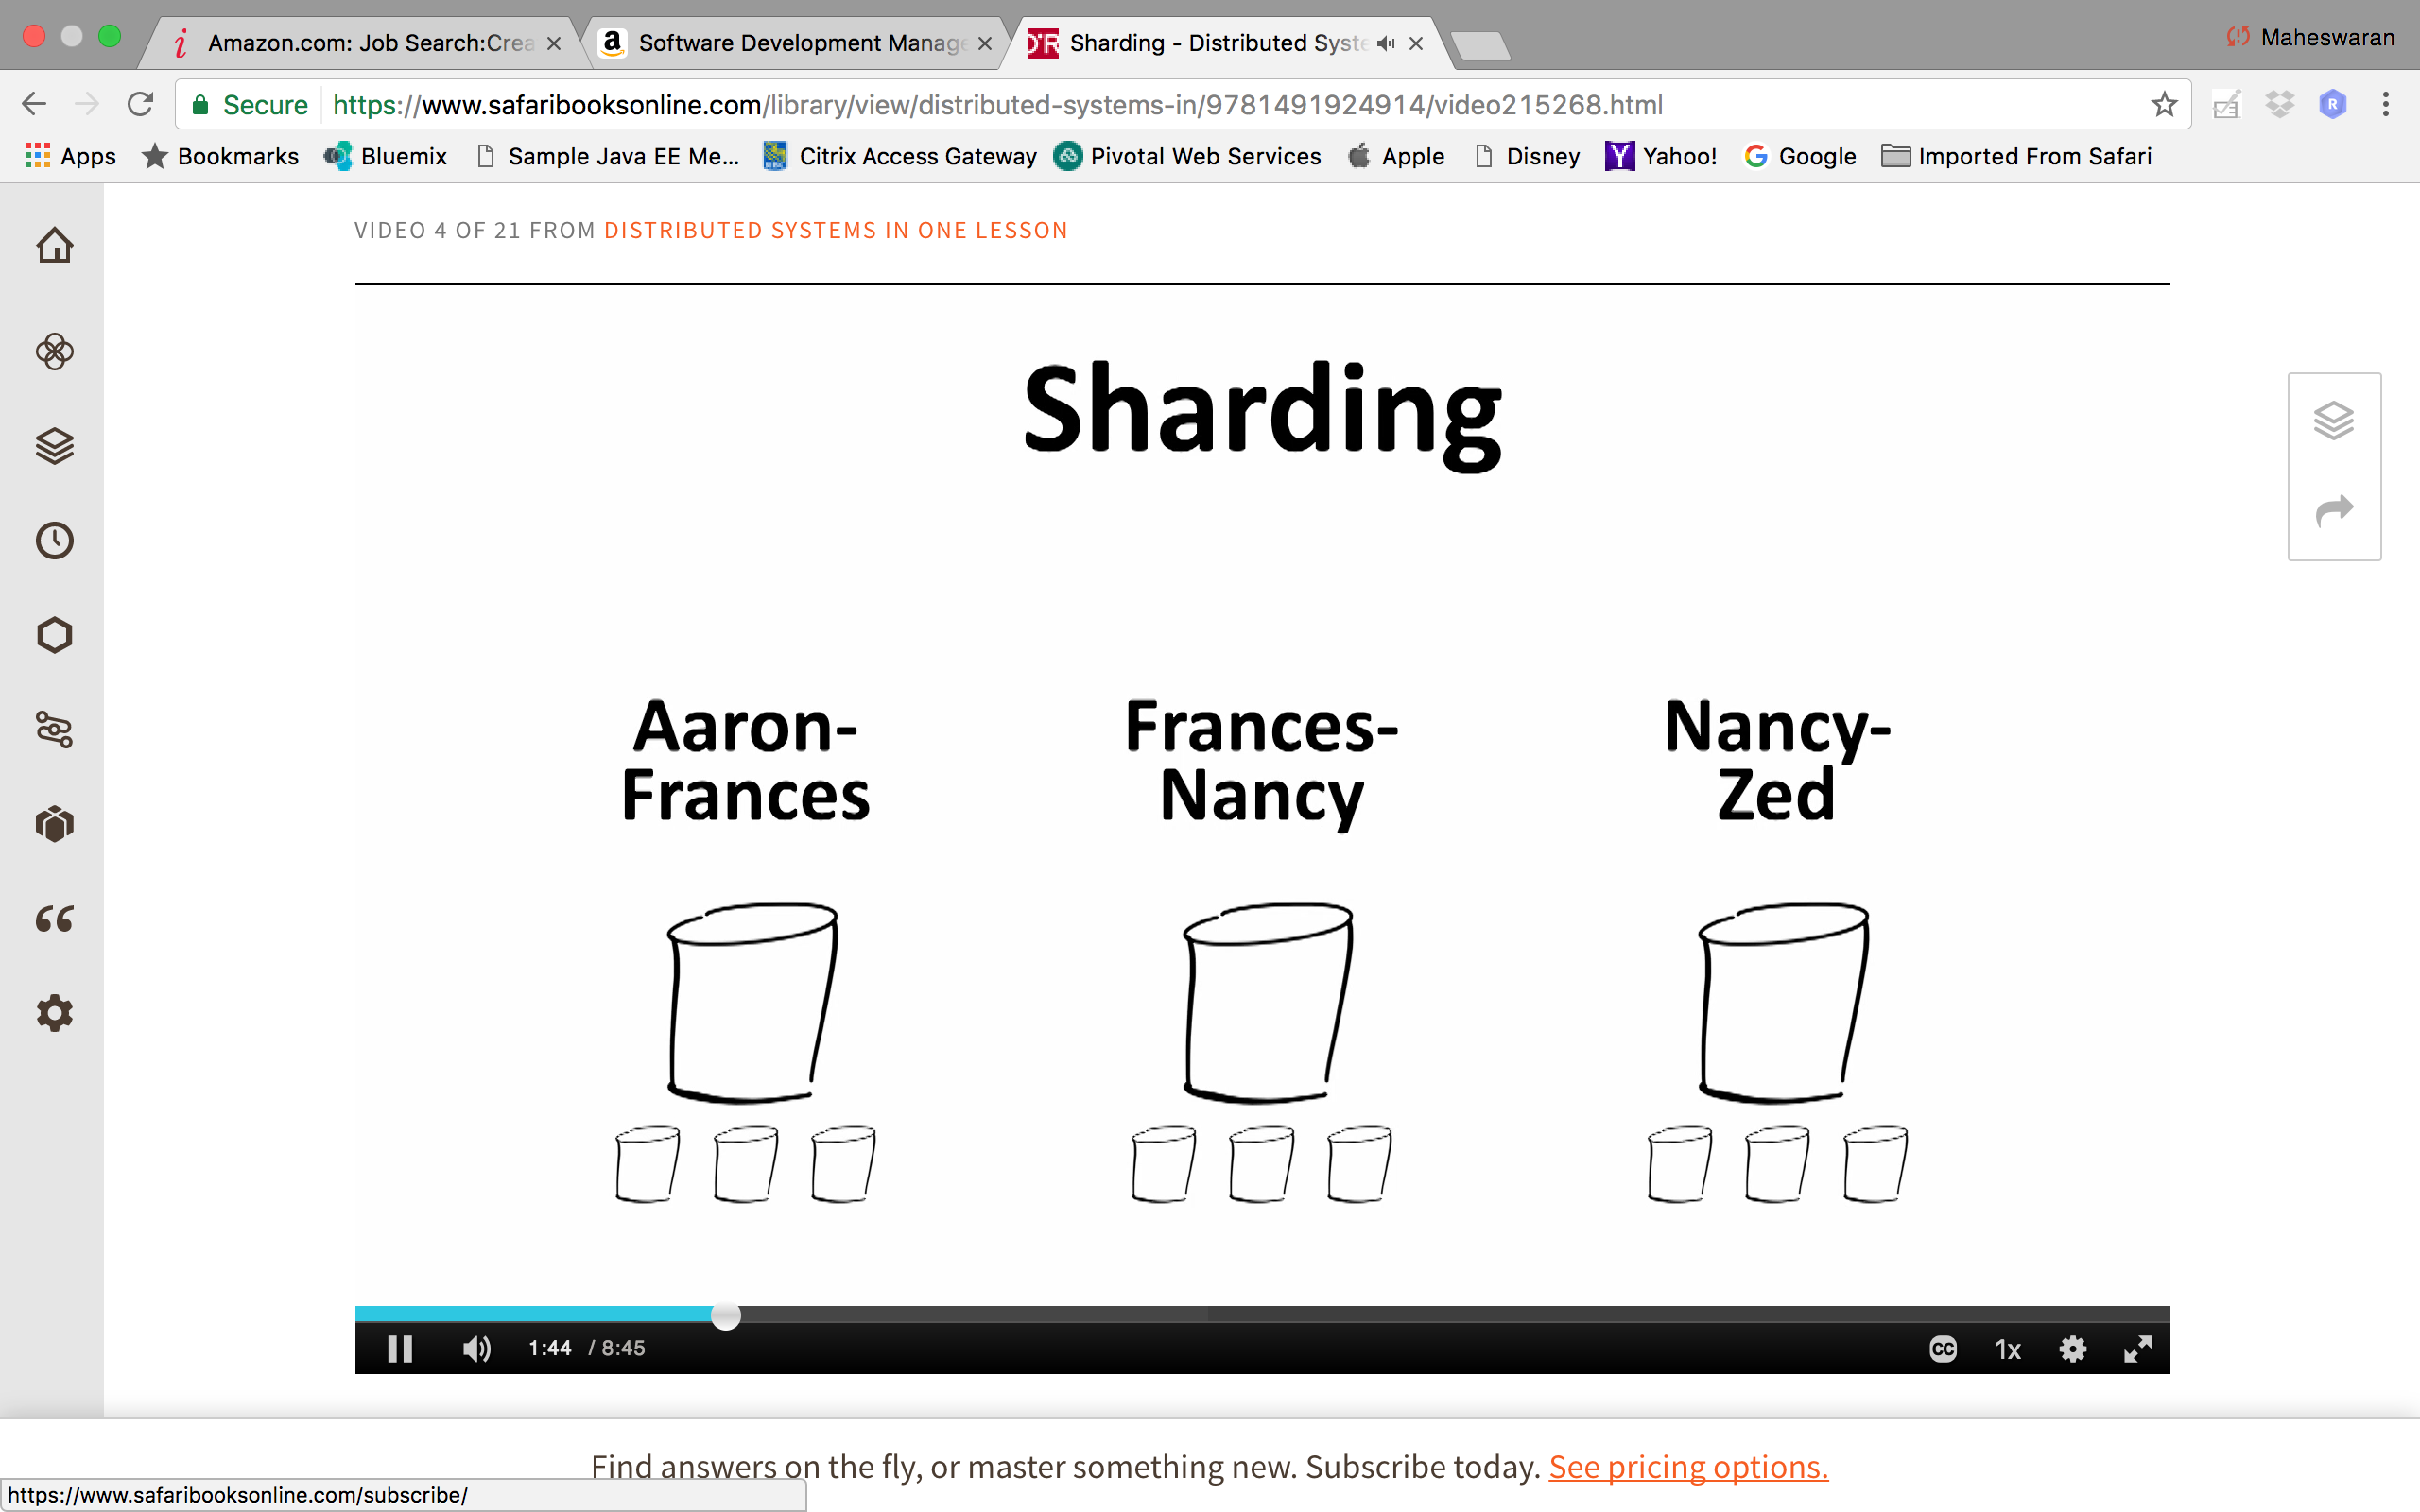 Amazon.com: Job Search:Crea
a
Software Development Manage
Sharding - Distributed Syste
Maheswaran
Secure
https://www.safaribooksonline.com/library/view/distributed-systems-in/9781491924914/video215268.html
R
Apps
Bookmarks
Bluemix
Sample Java EE Me...
Citrix Access Gateway
Pivotal Web Services
Apple
Disney
Yahoo!
Google
Imported From Safari
VIDEO 4 OF 21 FROM DISTRIBUTED SYSTEMS IN ONE LESSON
Sharding
Aaron-
Frances
Frances-
Nancy
Nancy-
Zed
1:44 / 8:45
CC
1x
Find answers on the fly, or master something new. Subscribe today. See pricing options.
https://www.safaribooksonline.com/subscribe/